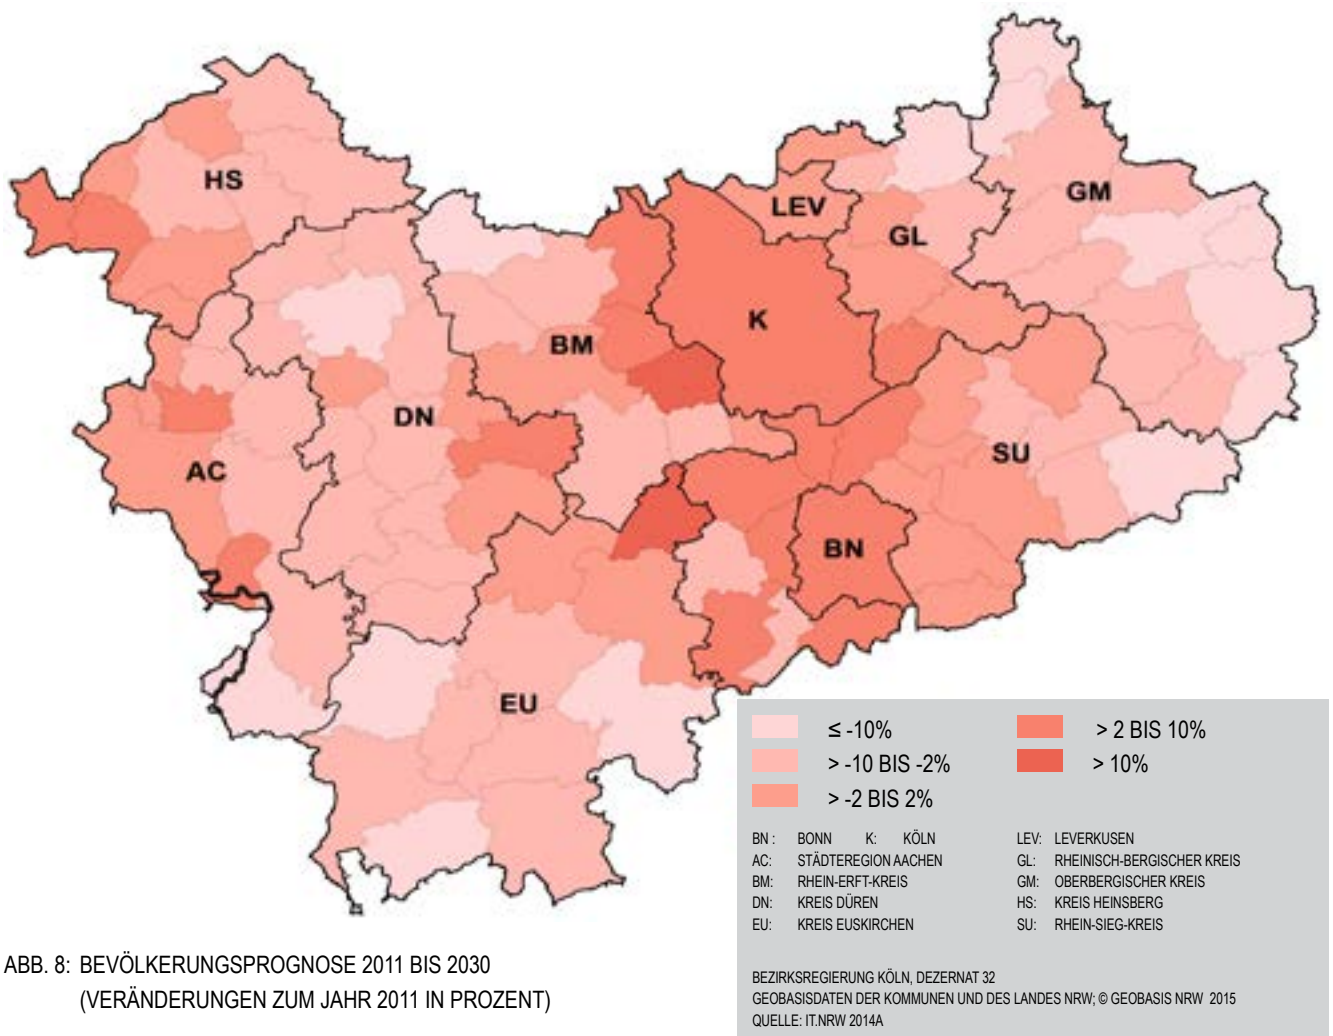 HS
LEV
GM
GL
K
BM
DN
SU
AC
BN
EU
≤ -10%
> -10 BIS -2%
> -2 BIS 2%
> 2 BIS 10%
> 10%
BN : BONN K: KÖLN
AC: STÄDTEREGION AACHEN
BM: RHEIN-ERFT-KREIS
DN: KREIS DÜREN
EU: KREIS EUSKIRCHEN
LEV: LEVERKUSEN
GL: RHEINISCH-BERGISCHER KREIS
GM: OBERBERGISCHER KREIS
HS: KREIS HEINSBERG
SU: RHEIN-SIEG-KREIS
BEZIRKSREGIERUNG KÖLN, DEZERNAT 32
GEOBASISDATEN DER KOMMUNEN UND DES LANDES NRW; © GEOBASIS NRW 2015
QUELLE: IT.NRW 2014A
ABB. 8: BEVÖLKERUNGSPROGNOSE 2011 BIS 2030
(VERÄNDERUNGEN ZUM JAHR 2011 IN PROZENT)